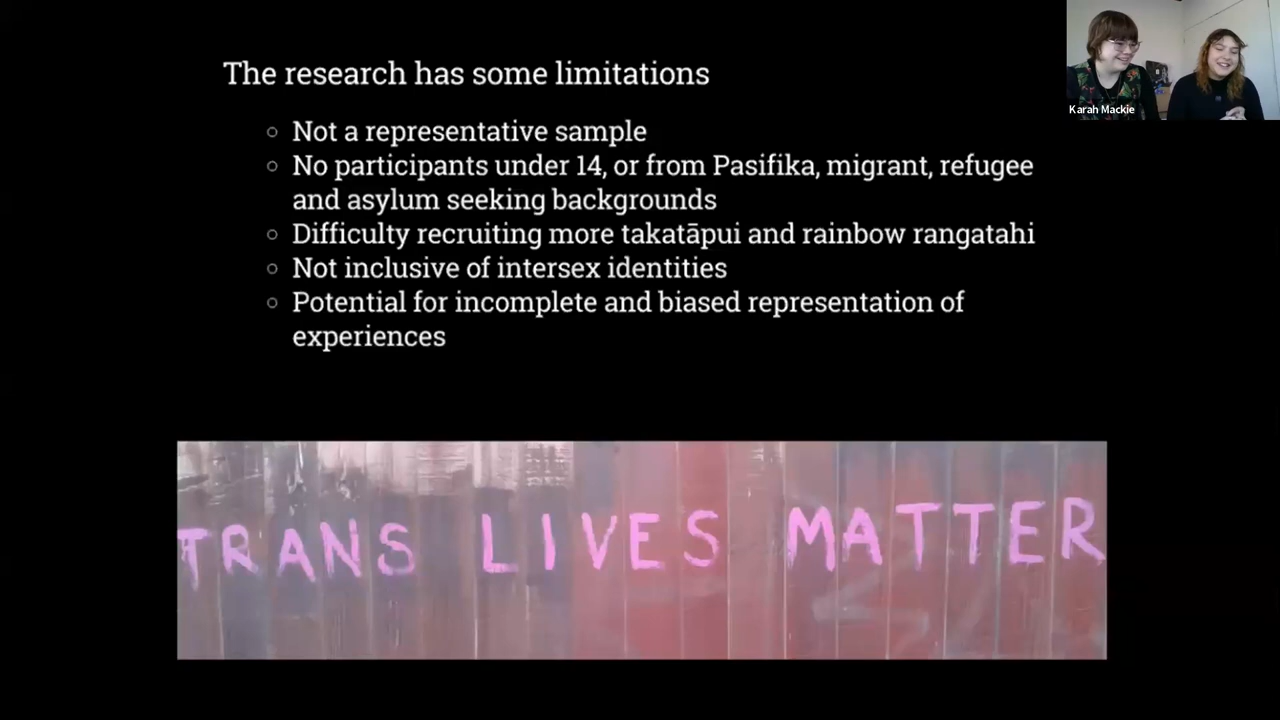 The research has some limitations
Not a representative sample
No participants under 14, or from Pasifika, migrant, refugee
and asylum seeking backgrounds
Difficulty recruiting more takatāpui and rainbow rangatahi
Not inclusive of intersex identities
Potential for incomplete and biased representation of
experiences
Karah Mackie
TRANS LIVES MATTER